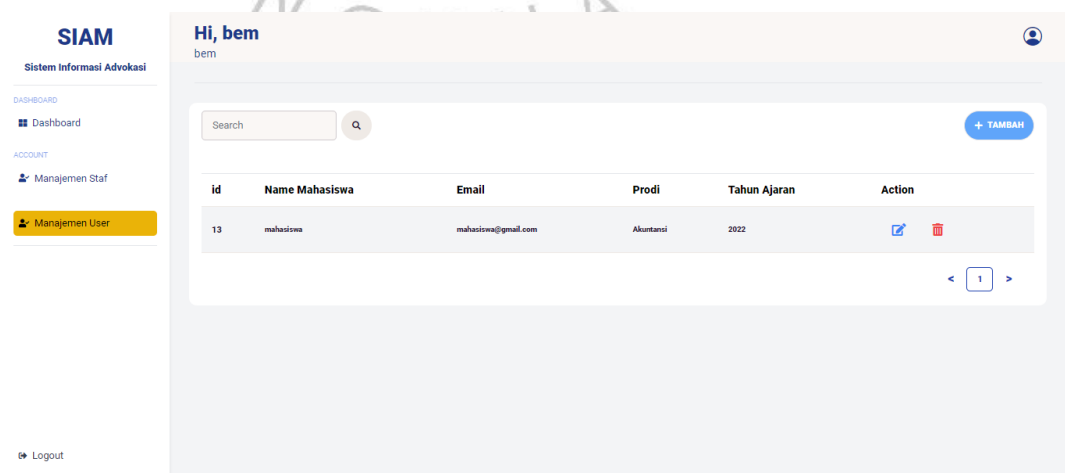 SIAM
Sistem Informasi Advokasi
DASHBOARD
Dashboard
ACCOUNT
Manajemen Staf
Manajemen User
Logout
Hi, bem
bem
Search
+ TAMBAH
id Name Mahasiswa Email Prodi Tahun Ajaran Action
13 mahasiswa mahasiswa@gmail.com Akuntansi 2022
< 1 >